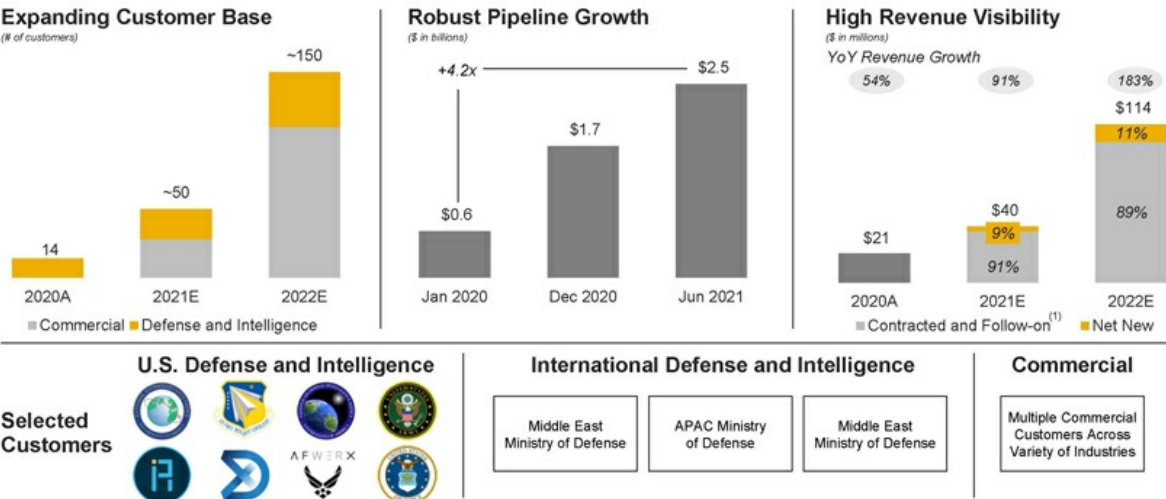 Expanding Customer Base
(# of customers)
~150
~50
14
2020A
2021E
2022E
Commercial
Defense and Intelligence
Robust Pipeline Growth
($ in billions)
+4.2x
$2.5
$1.7
$0.6
Jan 2020
Dec 2020
Jun 2021
High Revenue Visibility
($ in millions)
YoY Revenue Growth
54%
91%
183%
$114
11%
89%
$40
9%
91%
$21
2020A
2021E
2022E
Contracted and Follow-on(1)
Net New
Selected
Customers
U.S. Defense and Intelligence
AFWERX
International Defense and Intelligence
Middle East
Ministry of Defense
APAC Ministry
of Defense
Middle East
Ministry of Defense
Commercial
Multiple Commercial
Customers Across
Variety of Industries